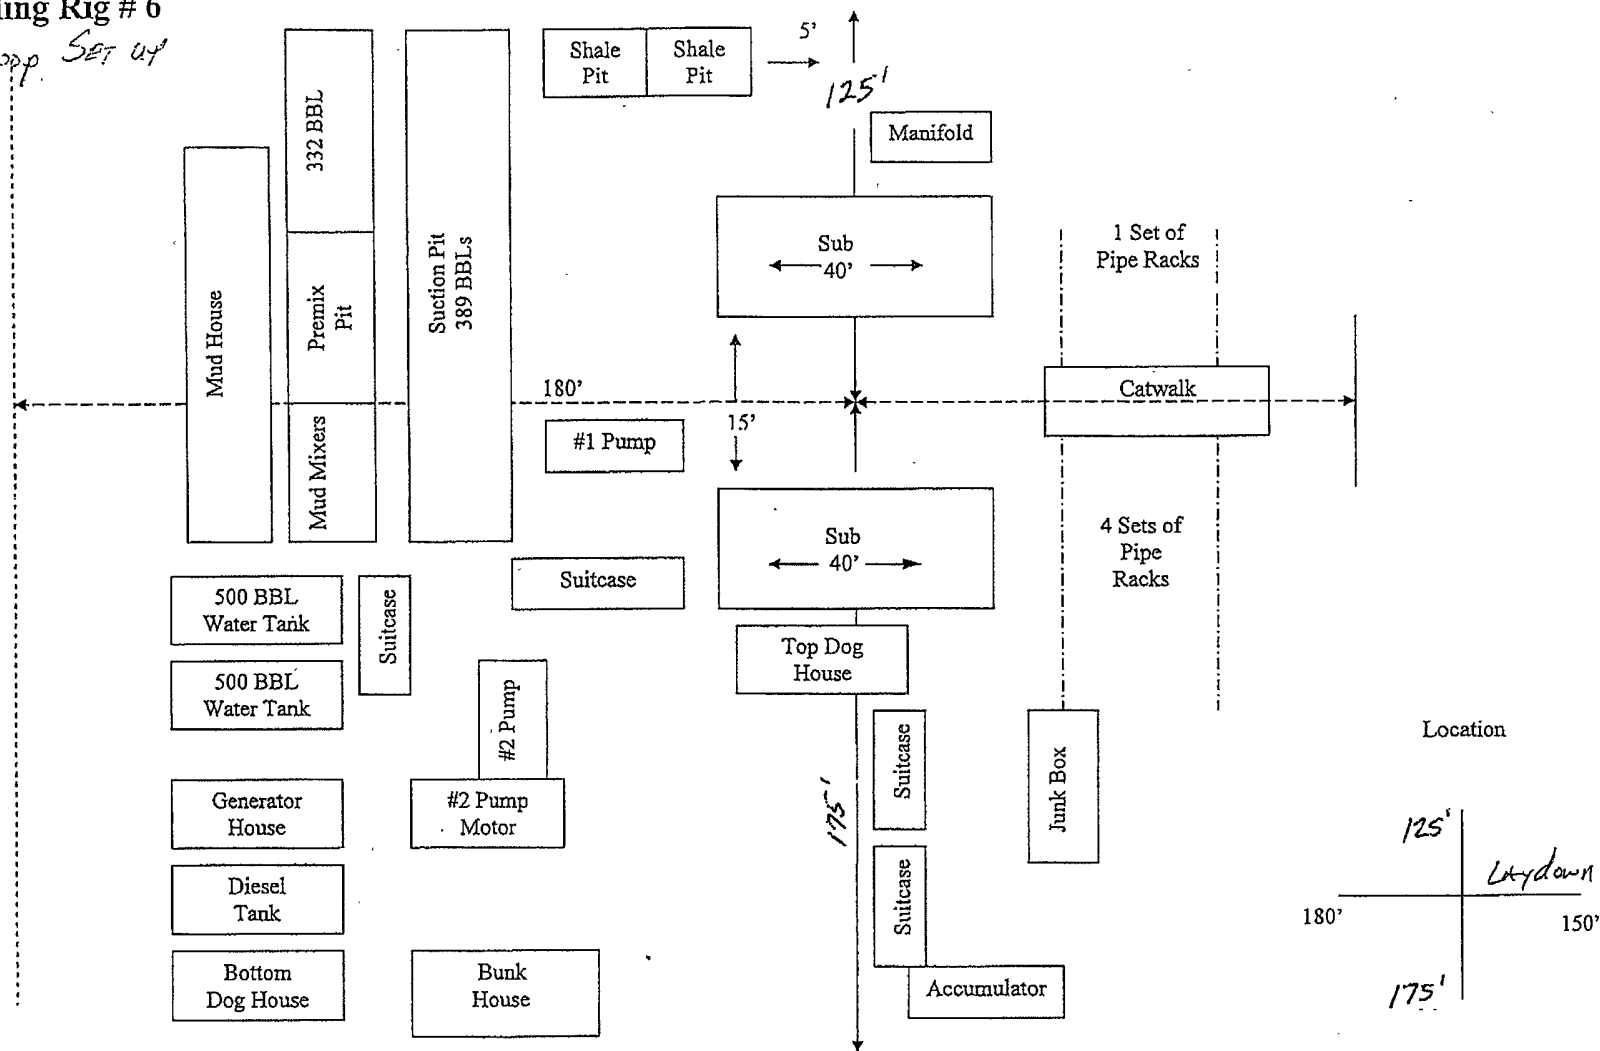 ing Rig # 6
opp. SET UP
5'
125'
Shale
Pit
Shale
Pit
Manifold
332 BBL
Premix
Pit
Mud Mixers
Mud House
Suction Pit
389 BBLs
Sub
40'
1 Set of
Pipe Racks
180'
15'
Catwalk
#1 Pump
Sub
40'
4 Sets of
Pipe
Racks
Suitcase
500 BBL
Water Tank
Suitcase
500 BBL
Water Tank
#2 Pump
Top Dog
House
Suitcase
Junk Box
Generator
House
#2 Pump
Motor
175'
Suitcase
Diesel
Tank
Bottom
Dog House
Bunk
House
Accumulator
Location
125'
Laydown
180'
150'
175'